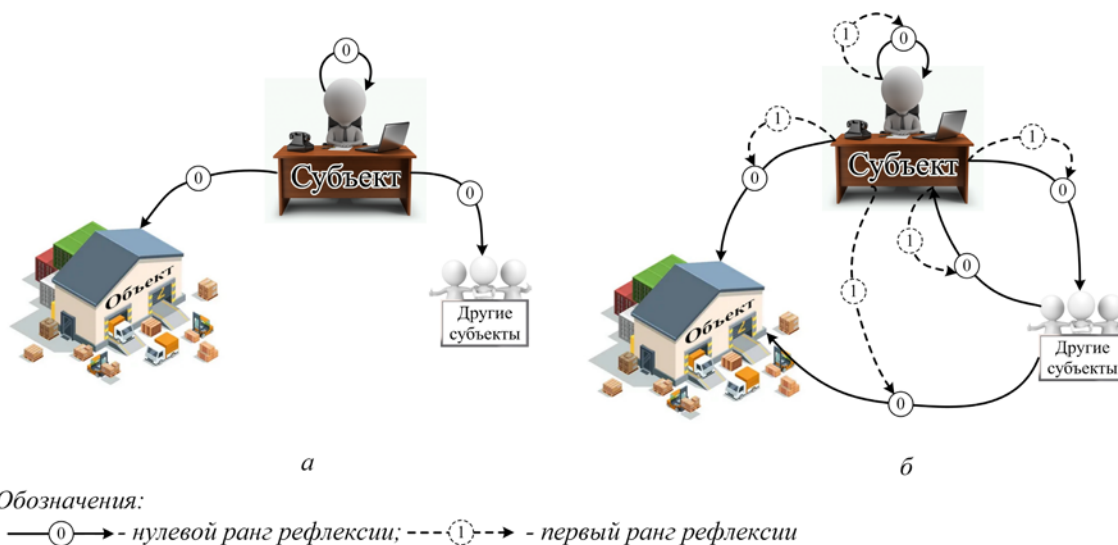 0
Субъект
0
0
Объект
Другие
субъекты
а
1
0
1
1
Субъект
0
0
1
0
1
Объект
Другие
субъекты
0
б
Обозначения:
0 - нулевой ранг рефлексии; 1 - первый ранг рефлексии